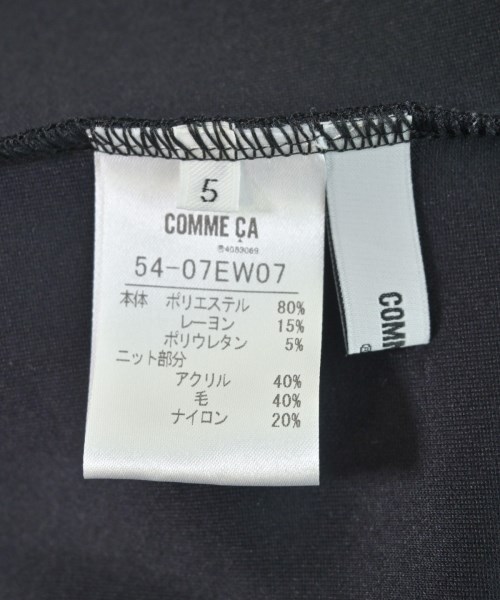 5
COMME ÇA
®4083069
54-07EW07
本体 ポリエステル 80%
レーヨン 15%
ポリウレタン 5%
ニット部分
アクリル 40%
毛 40%
ナイロン 20%
COMM
®